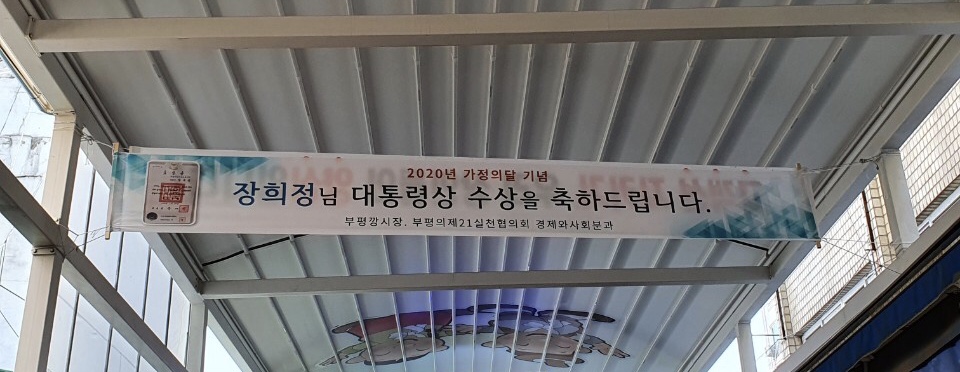 2020년 가정의달 기념
장희정님 대통령상 수상을 축하드립니다.
부평깡시장. 부평의제21실천협의회 경제와사회분과